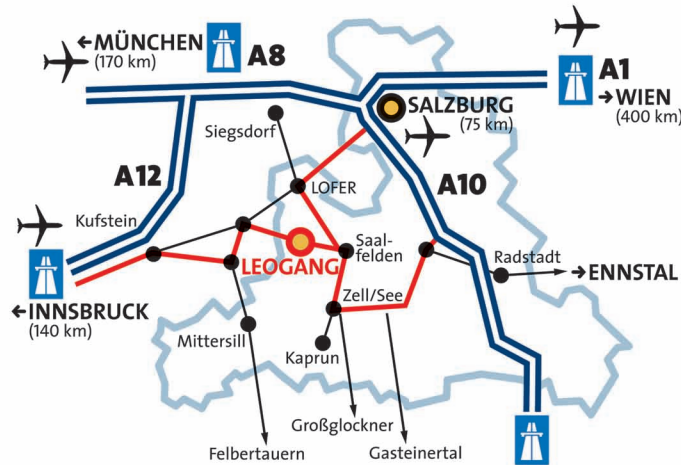 ←MÜNCHEN
(170 km)
A8
A1
→WIEN
(400 km)
SALZBURG
(75 km)
Siegsdorf
A12
LOFER
A10
Kufstein
Saal-
felden
Radstadt
LEOGANG
→ENNSTAL
←INNSBRUCK
(140 km)
Zell/See
Mittersill
Kaprun
Großglockner
Felbertauern
Gasteinertal